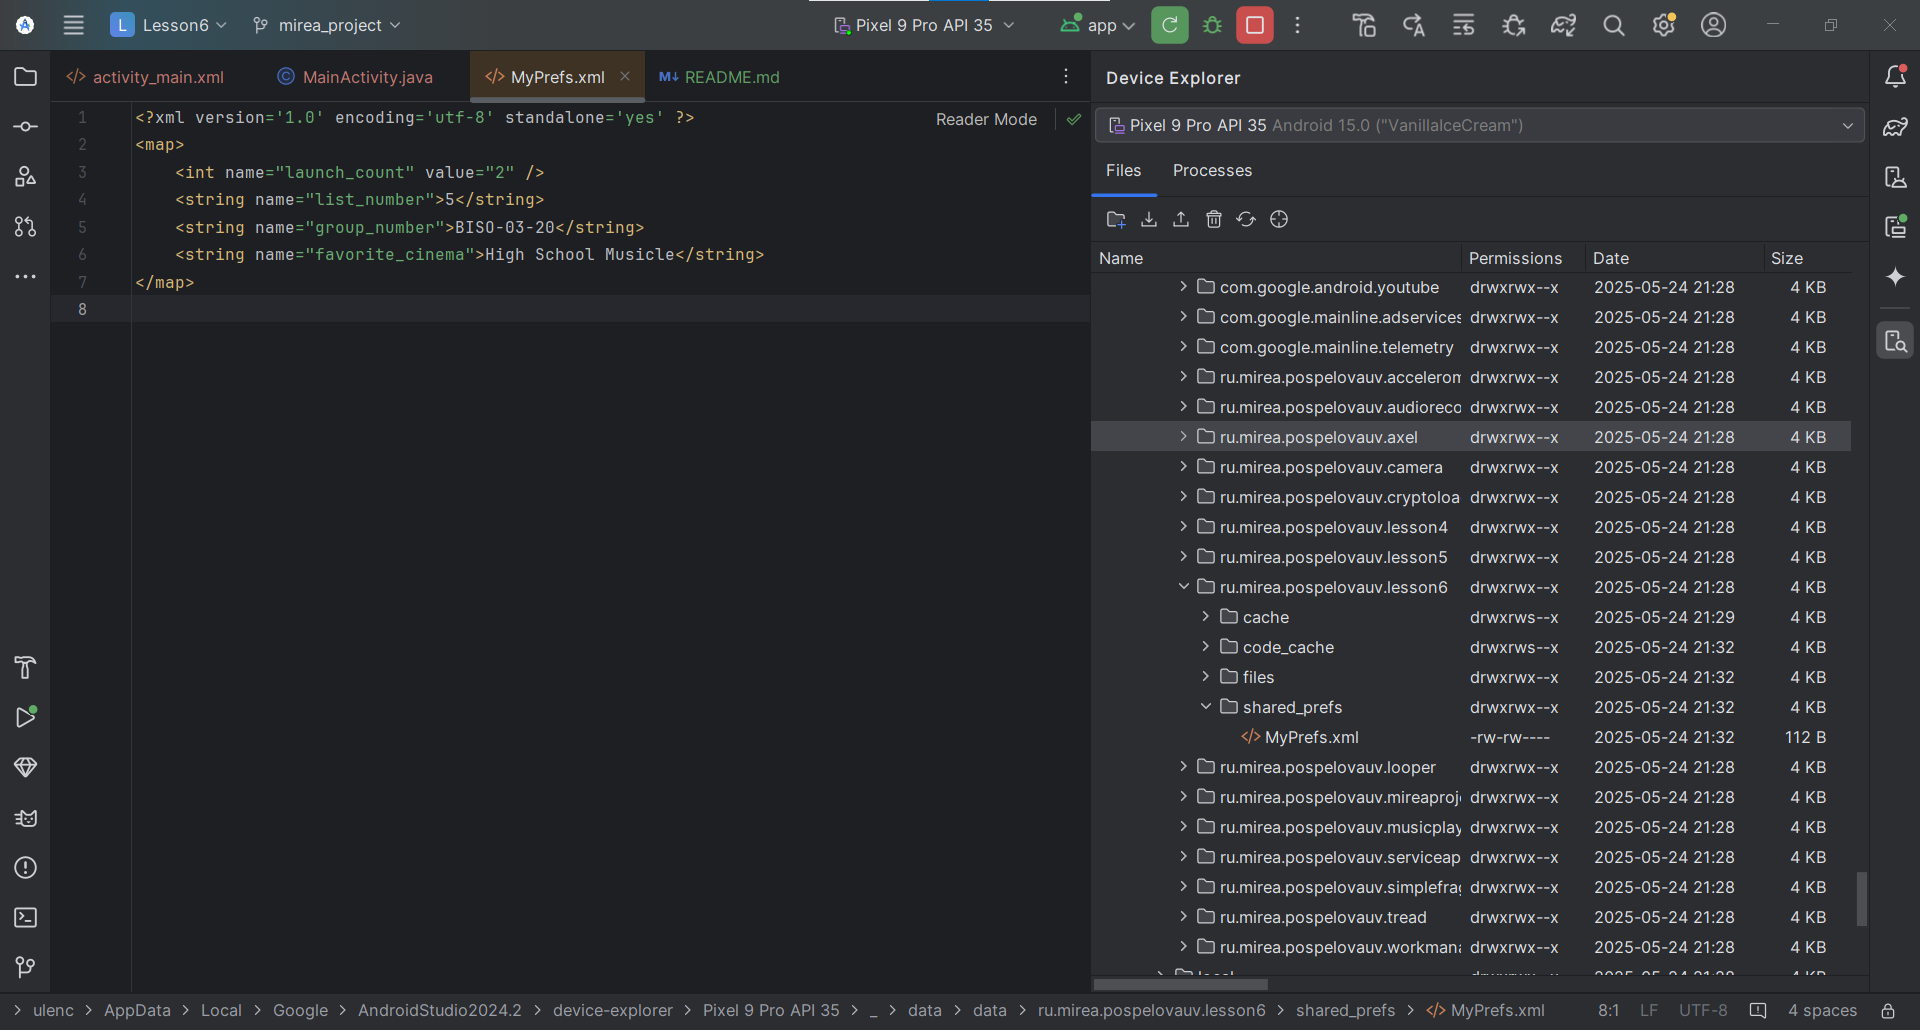 L Lesson6 mirea_project Pixel 9 Pro API 35 app
activity_main.xml MainActivity.java MyPrefs.xml README.md
1 <?xml version='1.0' encoding='utf-8' standalone='yes' ?>
2 <map>
3 <int name="launch_count" value="2" />
4 <string name="list_number">5</string>
5 <string name="group_number">BISO-03-20</string>
6 <string name="favorite_cinema">High School Musicle</string>
7 </map>
8
Reader Mode
Device Explorer
Pixel 9 Pro API 35 Android 15.0 ("VanillaIceCream")
Files Processes
Name Permissions Date Size
com.google.android.youtube drwxrwx--x 2025-05-24 21:28 4 KB
com.google.mainline.adservices drwxrwx--x 2025-05-24 21:28 4 KB
com.google.mainline.telemetry drwxrwx--x 2025-05-24 21:28 4 KB
ru.mirea.pospelovauv.accelerom drwxrwx--x 2025-05-24 21:28 4 KB
ru.mirea.pospelovauv.audioreco drwxrwx--x 2025-05-24 21:28 4 KB
ru.mirea.pospelovauv.axel drwxrwx--x 2025-05-24 21:28 4 KB
ru.mirea.pospelovauv.camera drwxrwx--x 2025-05-24 21:28 4 KB
ru.mirea.pospelovauv.cryptoloa drwxrwx--x 2025-05-24 21:28 4 KB
ru.mirea.pospelovauv.lesson4 drwxrwx--x 2025-05-24 21:28 4 KB
ru.mirea.pospelovauv.lesson5 drwxrwx--x 2025-05-24 21:28 4 KB
ru.mirea.pospelovauv.lesson6 drwxrwx--x 2025-05-24 21:28 4 KB
cache drwxrws--x 2025-05-24 21:29 4 KB
code_cache drwxrws--x 2025-05-24 21:32 4 KB
files drwxrwx--x 2025-05-24 21:32 4 KB
shared_prefs drwxrwx--x 2025-05-24 21:32 4 KB
MyPrefs.xml -rw-rw---- 2025-05-24 21:32 112 B
ru.mirea.pospelovauv.looper drwxrwx--x 2025-05-24 21:28 4 KB
ru.mirea.pospelovauv.mireaproj drwxrwx--x 2025-05-24 21:28 4 KB
ru.mirea.pospelovauv.musicplay drwxrwx--x 2025-05-24 21:28 4 KB
ru.mirea.pospelovauv.serviceap drwxrwx--x 2025-05-24 21:28 4 KB
ru.mirea.pospelovauv.simplefrag drwxrwx--x 2025-05-24 21:28 4 KB
ru.mirea.pospelovauv.tread drwxrwx--x 2025-05-24 21:28 4 KB
ru.mirea.pospelovauv.workmana drwxrwx--x 2025-05-24 21:28 4 KB
> ulenc > AppData > Local > Google > AndroidStudio2024.2 > device-explorer > Pixel 9 Pro API 35 > _ > data > data > ru.mirea.pospelovauv.lesson6 > shared_prefs > MyPrefs.xml 8:1 LF UTF-8 4 spaces